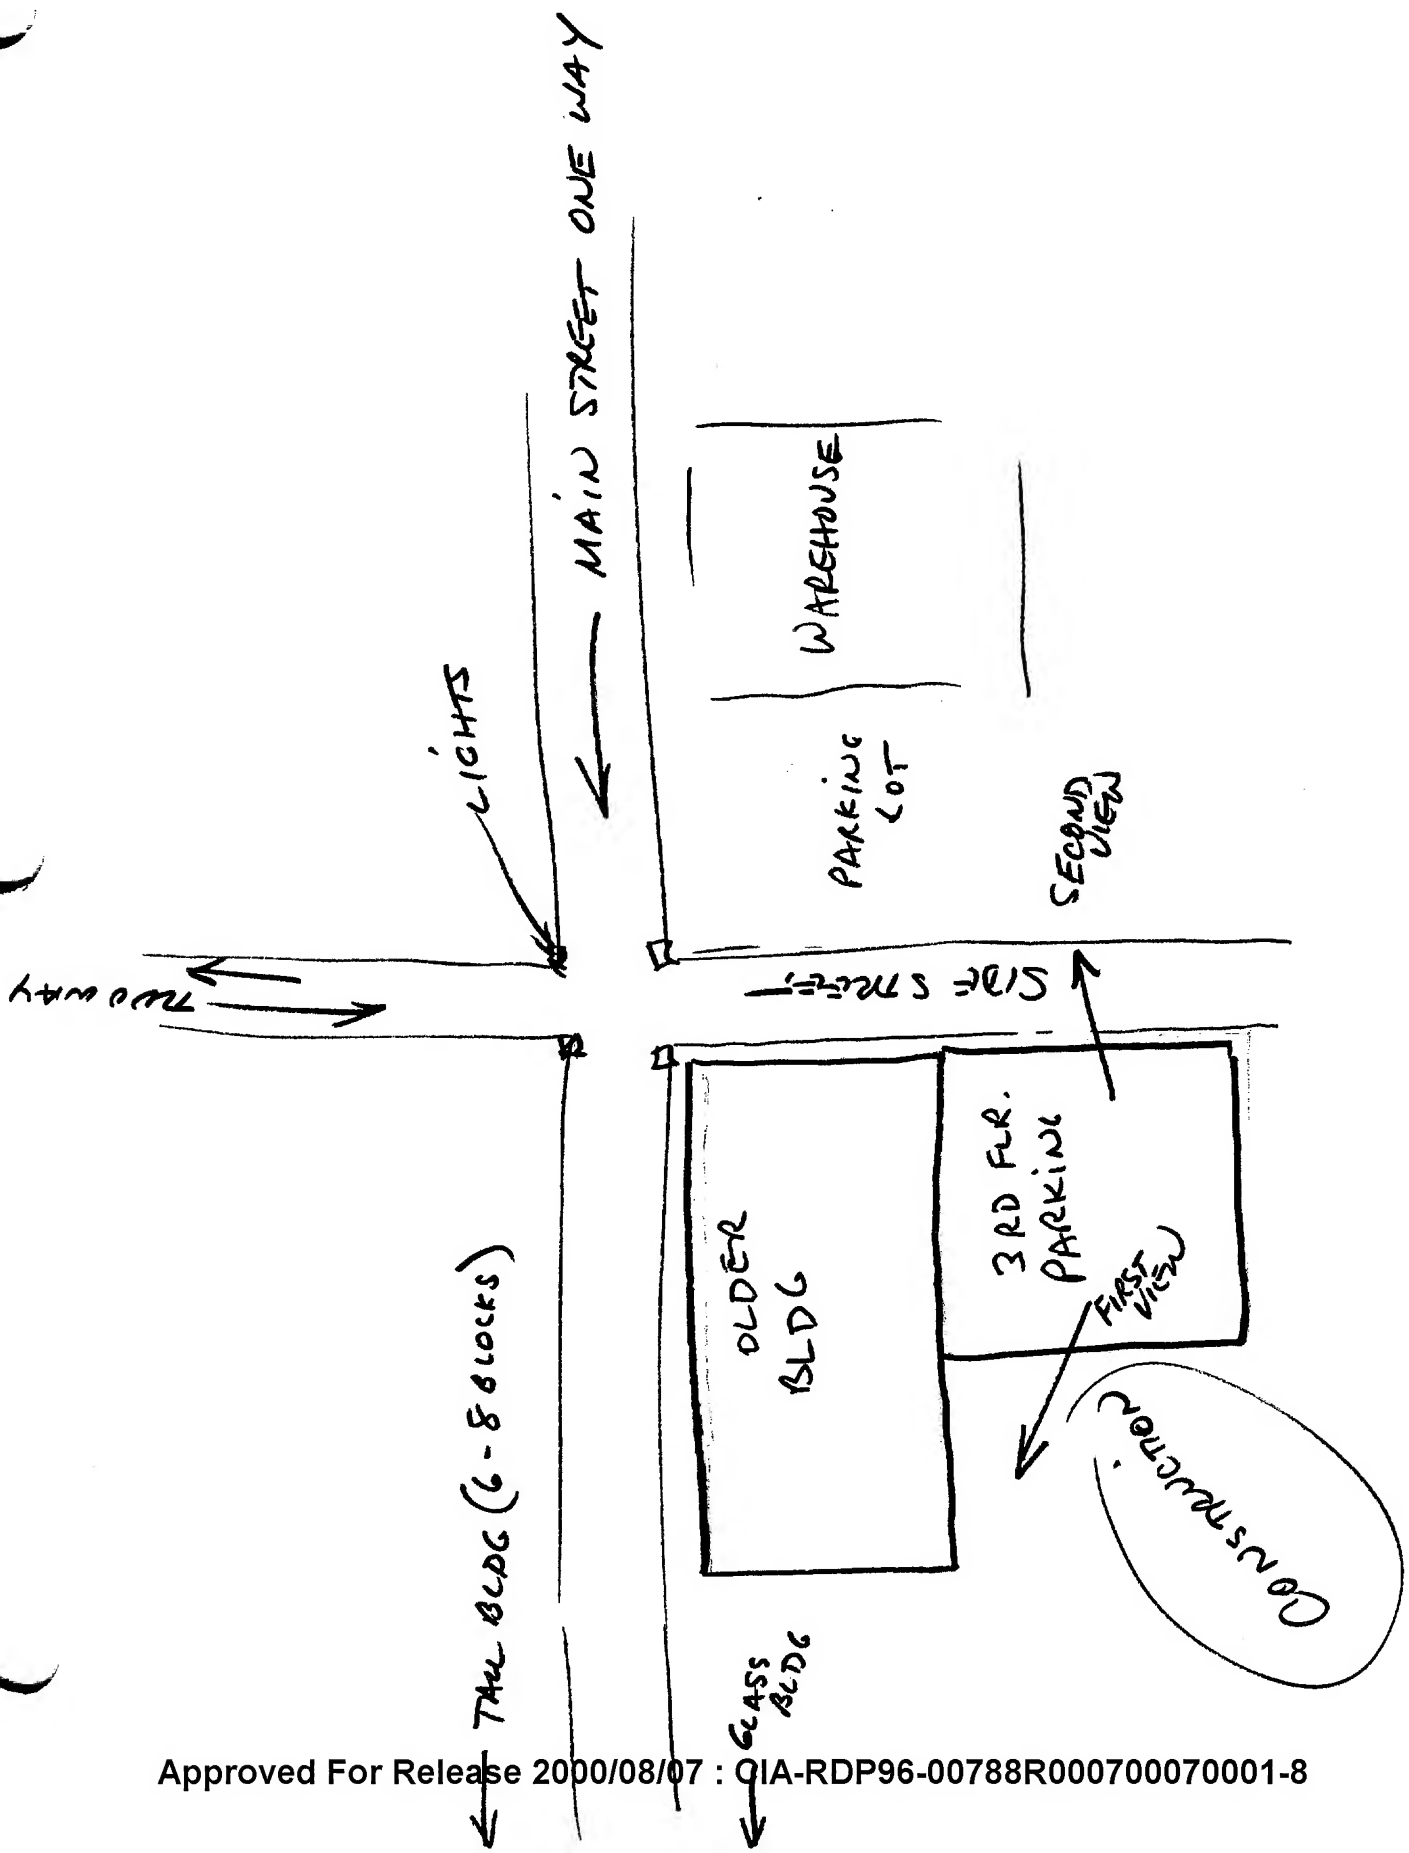 MAIN STREET ONE WAY
LIGHTS
WAREHOUSE
PARKING
LOT
SECOND
VIEW
TWO WAY
SIDE STREET
OLDER
BLDG
3RD FLR.
PARKING
FIRST
VIEW
CONSTRUCTION
TALL BLDG (6-8 BLOCKS)
GLASS
BLDG
Approved For Release 2000/08/07 : CIA-RDP96-00788R000700070001-8